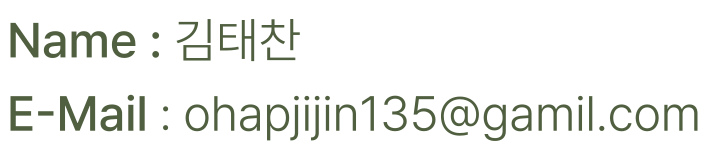 Name : 김태찬
E-Mail : ohapjijin135@gamil.com